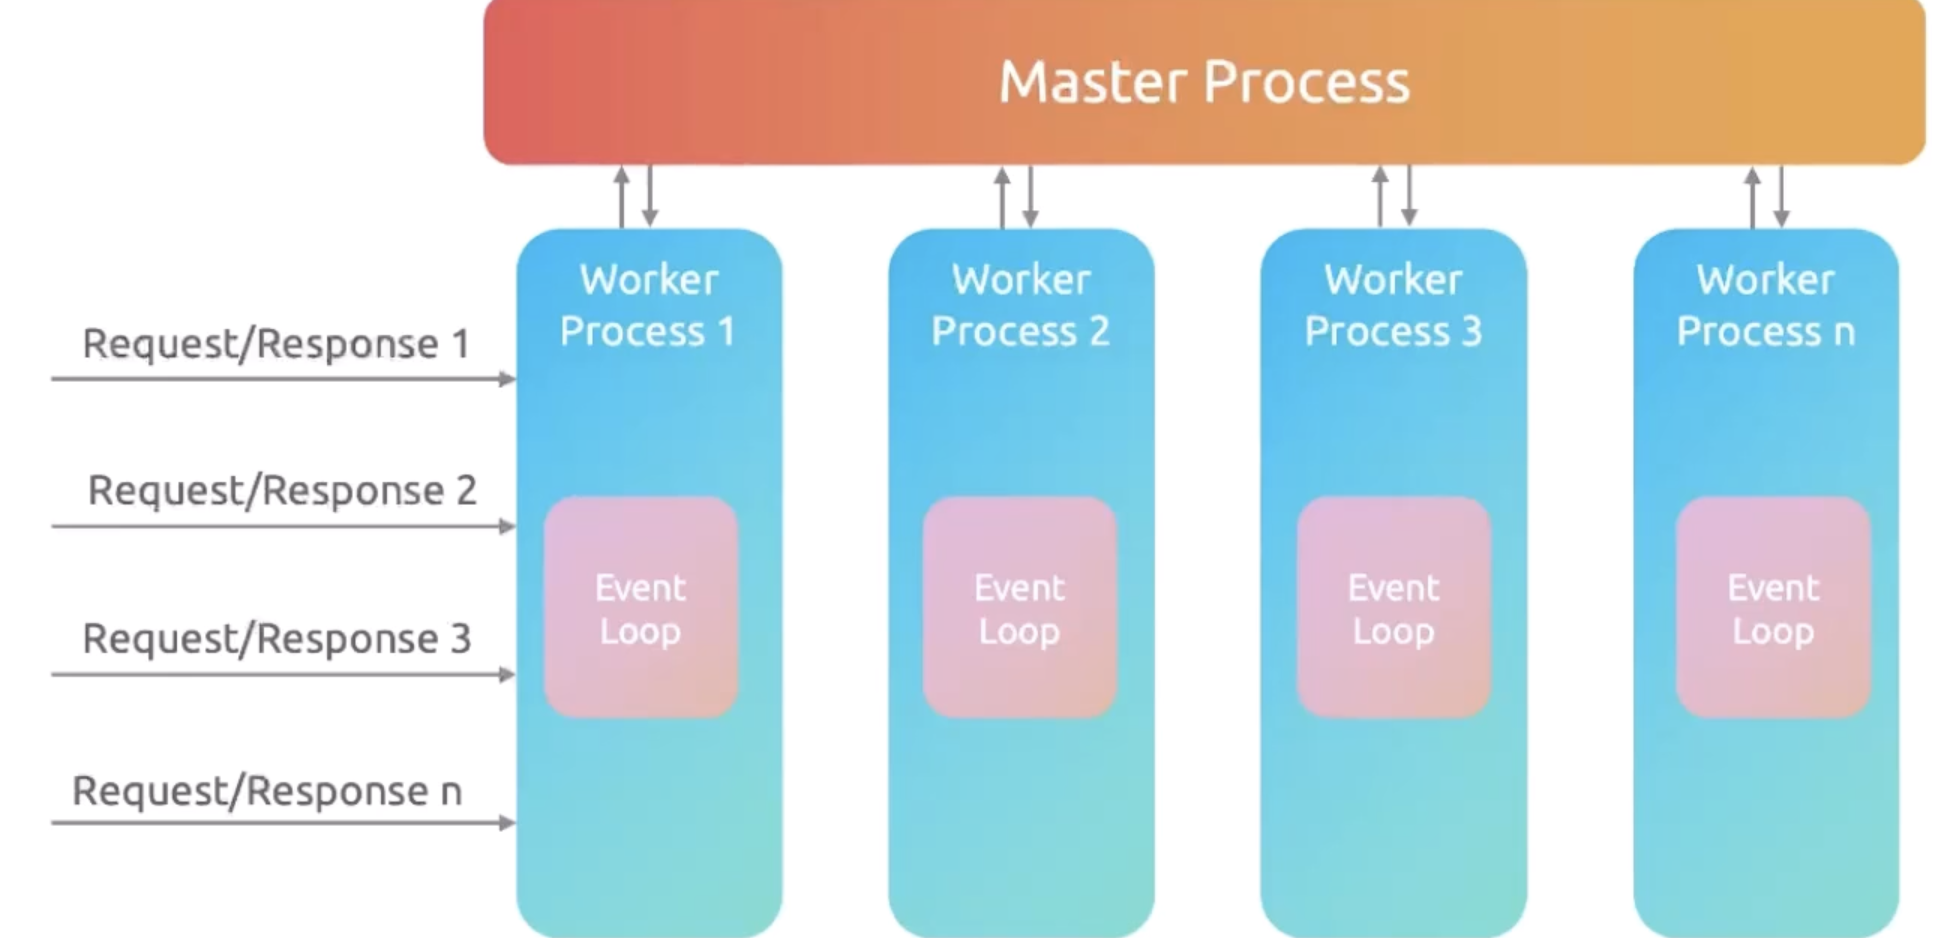 Master Process
Worker
Process 1
Worker
Process 2
Worker
Process 3
Worker
Process n
Request/Response 1
Request/Response 2
Request/Response 3
Request/Response n
Event
Loop
Event
Loop
Event
Loop
Event
Loop